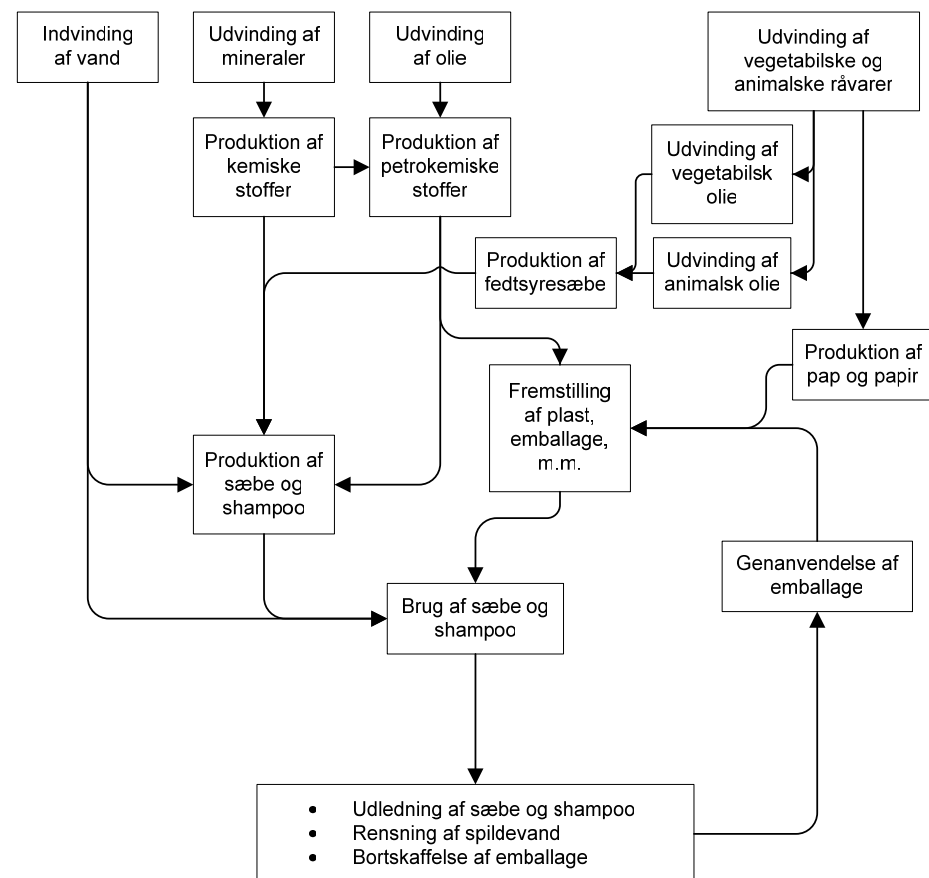 Indvinding
af vand
Udvinding af
mineraler
Udvinding
af olie
Udvinding af
vegetabilske og
animalske råvarer
Produktion af
kemiske
stoffer
Produktion af
petrokemiske
stoffer
Udvinding af
vegetabilsk
olie
Produktion af
fedtsyresæbe
Udvinding af
animalsk olie
Produktion af
pap og papir
Fremstilling
af plast,
emballage,
m.m.
Produktion af
sæbe og
shampoo
Genanvendelse af
emballage
Brug af sæbe og
shampoo
• Udledning af sæbe og shampoo
• Rensning af spildevand
• Bortskaffelse af emballage